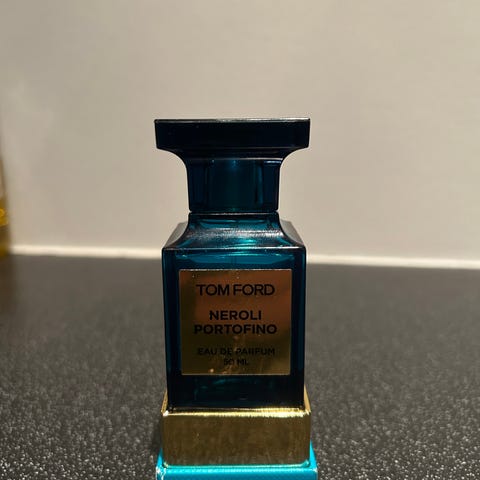 TOM FORD
NEROLI
PORTOFINO
EAU DE PARFUM
50 ML